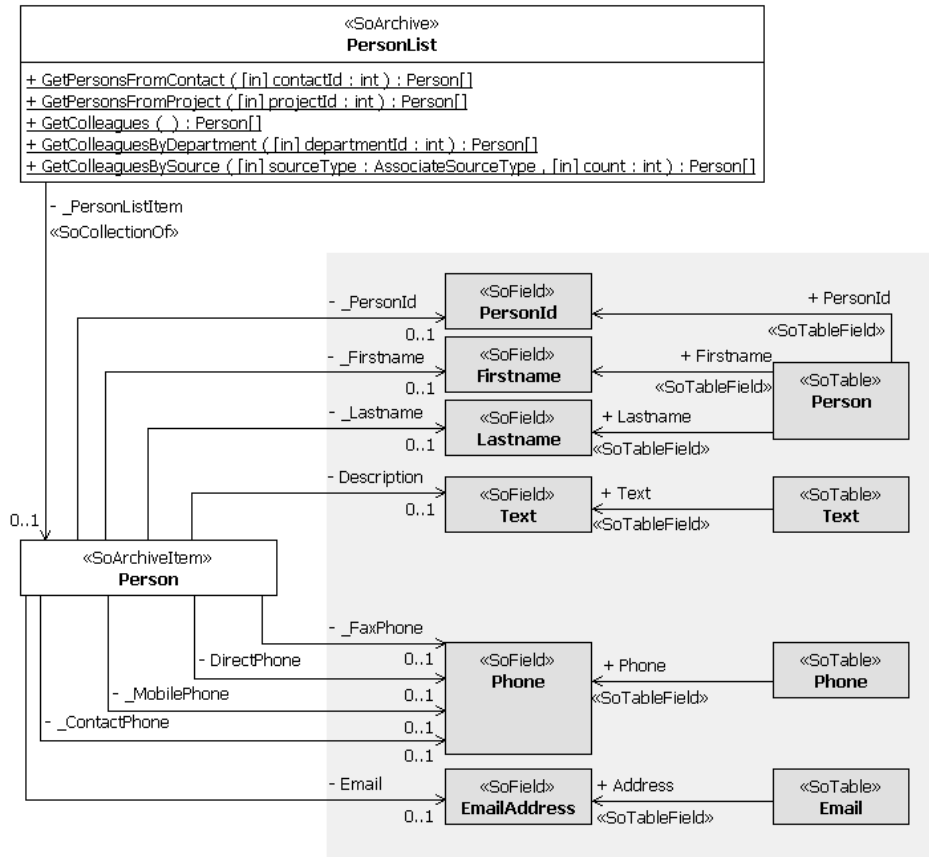 «SoArchive»
PersonList
+ GetPersonsFromContact ( [in] contactId : int ) : Person[]
+ GetPersonsFromProject ( [in] projectId : int ) : Person[]
+ GetColleagues ( ) : Person[]
+ GetColleaguesByDepartment ( [in] departmentId : int ) : Person[]
+ GetColleaguesBySource ( [in] sourceType : AssociateSourceType , [in] count : int ) : Person[]
- _PersonListItem
«SoCollectionOf»
- _PersonId
0..1
«SoField»
PersonId
+ PersonId
«SoTableField»
- _Firstname
0..1
«SoField»
Firstname
+ Firstname
«SoTableField»
«SoTable»
Person
- _Lastname
0..1
«SoField»
Lastname
+ Lastname
«SoTableField»
- Description
0..1
«SoField»
Text
+ Text
«SoTableField»
«SoTable»
Text
0..1
«SoArchiveItem»
Person
- _FaxPhone
0..1
- DirectPhone
0..1
- _MobilePhone
0..1
- _ContactPhone
0..1
«SoField»
Phone
+ Phone
«SoTableField»
«SoTable»
Phone
- Email
0..1
«SoField»
EmailAddress
+ Address
«SoTableField»
«SoTable»
Email